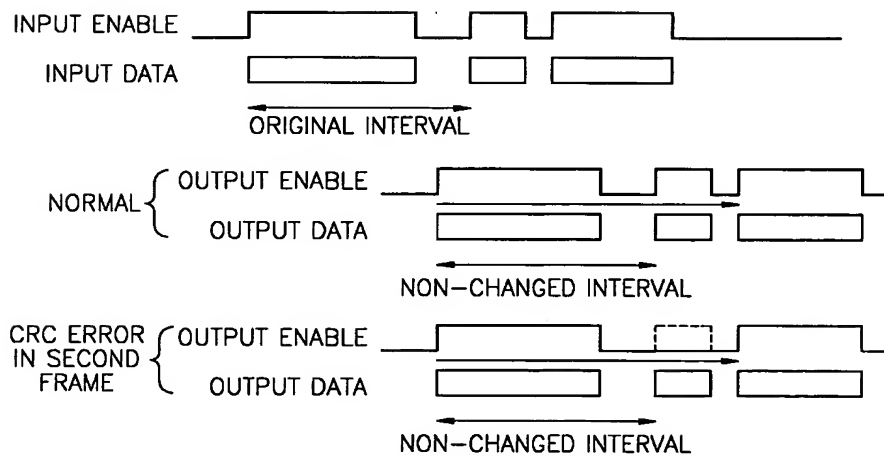 INPUT ENABLE
INPUT DATA
ORIGINAL INTERVAL
NORMAL
OUTPUT ENABLE
OUTPUT DATA
NON-CHANGED INTERVAL
CRC ERROR
IN SECOND
FRAME
OUTPUT ENABLE
OUTPUT DATA
NON-CHANGED INTERVAL